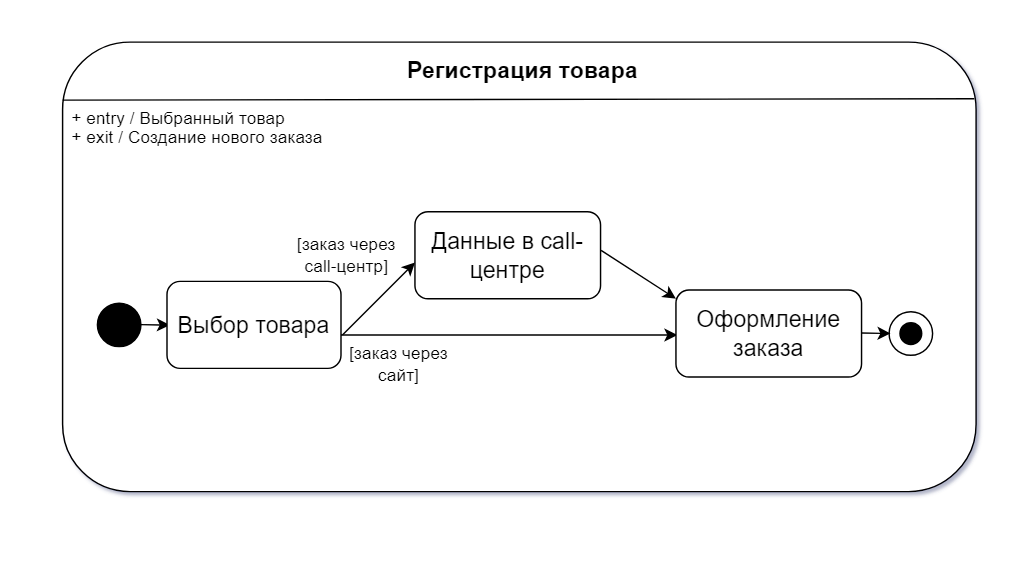 Регистрация товара
+ entry / Выбранный товар
+ exit / Создание нового заказа
[заказ через
call-центр]
Данные в call-
центре
Выбор товара
[заказ через
сайт]
Оформление
заказа